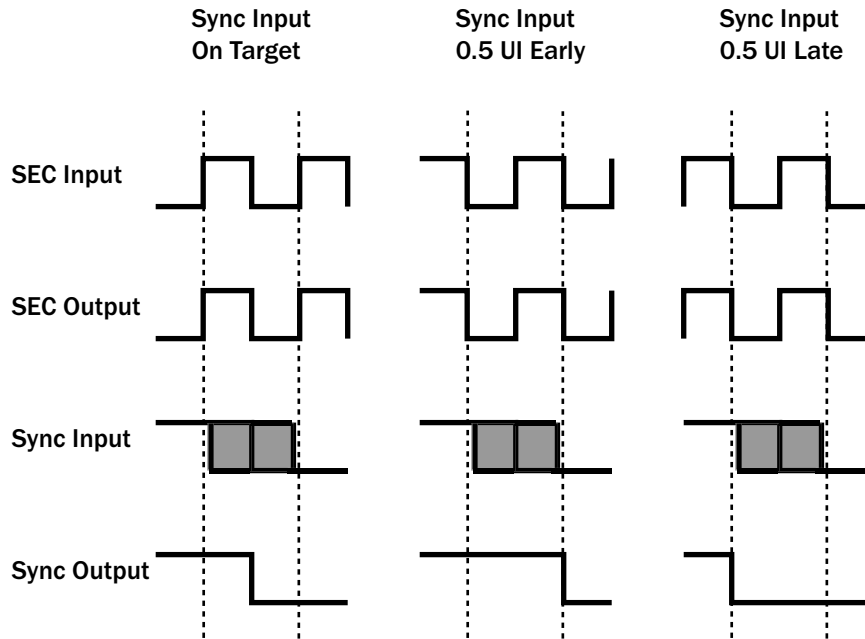 Sync Input
On Target
Sync Input
0.5 UI Early
Sync Input
0.5 UI Late
SEC Input
SEC Output
Sync Input
Sync Output